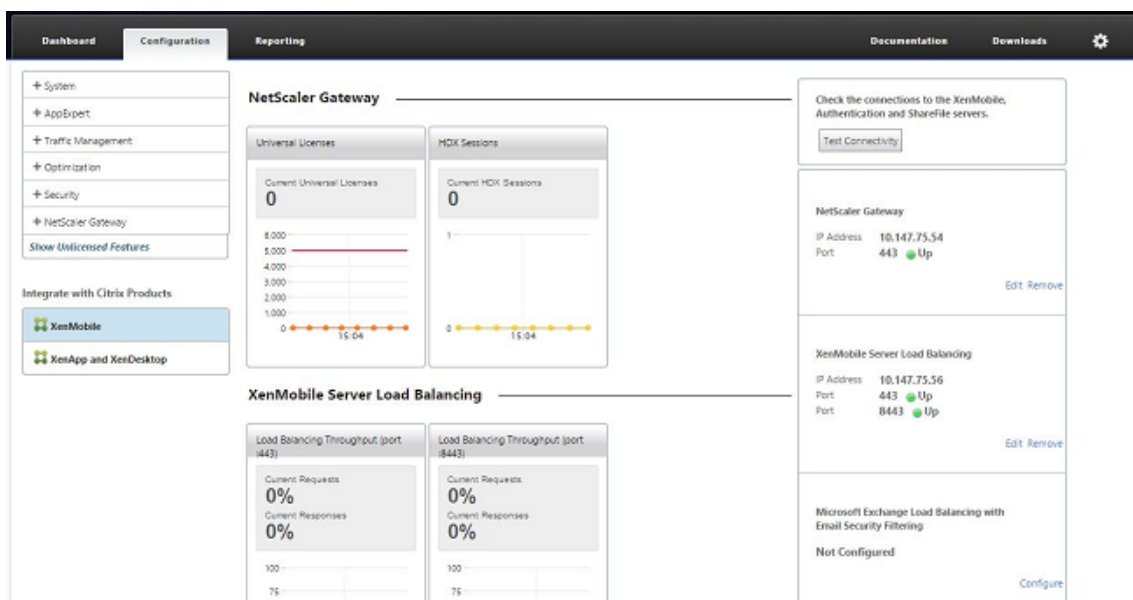 Dashboard
Configuration
Reporting
Documentation
Downloads
+ System
+ AppExpert
+ Traffic Management
+ Optimization
+ Security
+ NetScaler Gateway
Show Unlicensed Features
Integrate with Citrix Products
XenMobile
XenApp and XenDesktop
NetScaler Gateway
Universal Licenses
Current Universal Licenses
0
6,000
5,000
4,000
3,000
2,000
1,000
0
15:04
HDX Sessions
Current HDX Sessions
0
1
0
15:04
XenMobile Server Load Balancing
Load Balancing Throughput (port
:443)
Current Requests
0%
Current Responses
0%
100
75
Load Balancing Throughput (port
:8443)
Current Requests
0%
Current Responses
0%
100
75
Check the connections to the XenMobile,
Authentication and ShareFile servers.
Test Connectivity
NetScaler Gateway
IP Address 10.147.75.54
Port 443 Up
Edit Remove
XenMobile Server Load Balancing
IP Address 10.147.75.56
Port 443 Up
Port 8443 Up
Edit Remove
Microsoft Exchange Load Balancing with
Email Security Filtering
Not Configured
Configure